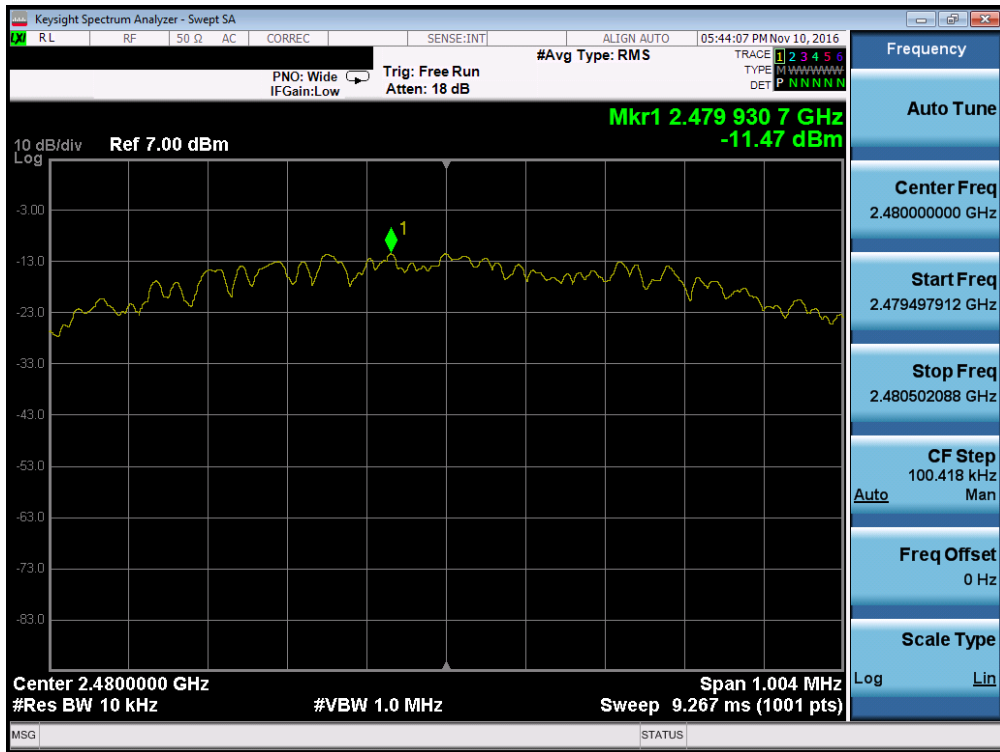 Keysight Spectrum Analyzer - Swept SA
LXI RL RF 50 Ω AC CORREC SENSE:INT ALIGN AUTO 05:44:07 PM Nov 10, 2016
#Avg Type: RMS
TRACE 1 2 3 4 5 6
PNO: Wide Trig: Free Run
TYPE M WWWWW
IFGain:Low Atten: 18 dB
DET P N N N N N
Mkr1 2.479 930 7 GHz
-11.47 dBm
10 dB/div Ref 7.00 dBm
Log
1
-3.00
-13.0
-23.0
-33.0
-43.0
-53.0
-63.0
-73.0
-83.0
Center 2.4800000 GHz Span 1.004 MHz
#Res BW 10 kHz #VBW 1.0 MHz Sweep 9.267 ms (1001 pts)
MSG STATUS
Frequency
Auto Tune
Center Freq
2.480000000 GHz
Start Freq
2.479497912 GHz
Stop Freq
2.480502088 GHz
CF Step
100.418 kHz
Auto Man
Freq Offset
0 Hz
Scale Type
Log Lin